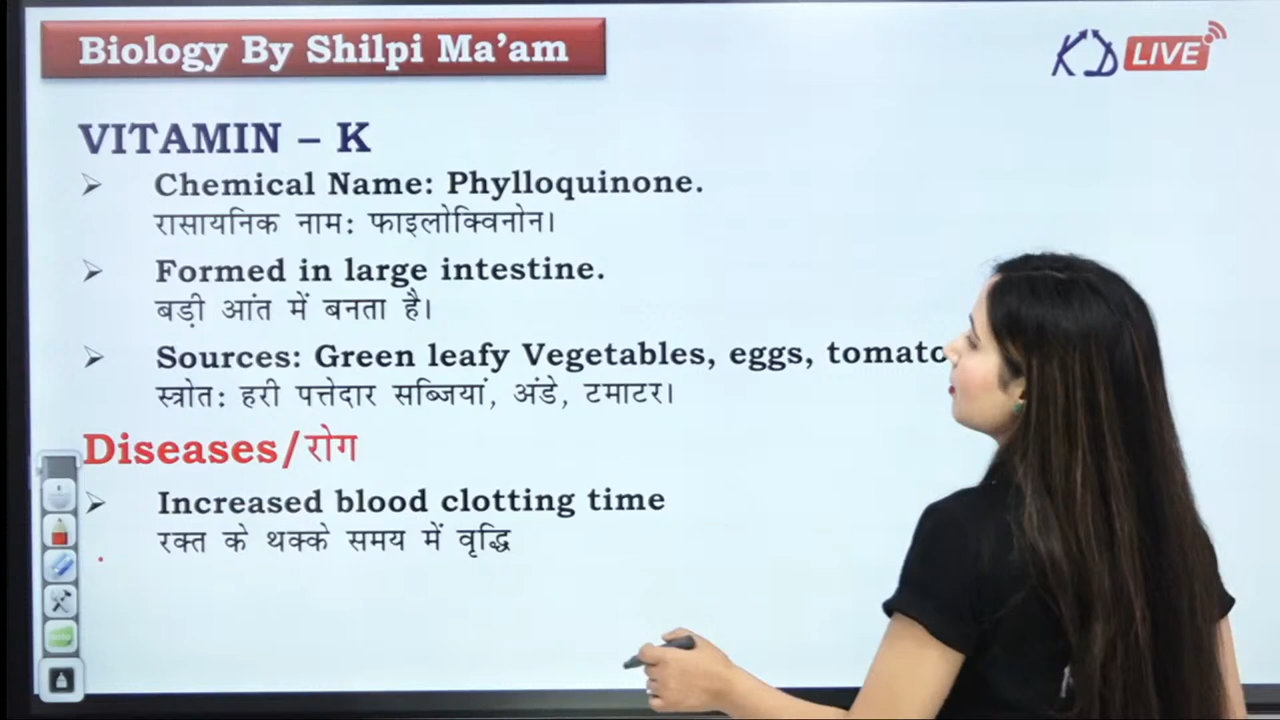 Biology By Shilpi Ma’am
KD LIVE
VITAMIN – K
➤ Chemical Name: Phylloquinone.
रासायनिक नाम: फाइलोक्विनोन।
➤ Formed in large intestine.
बड़ी आंत में बनता है।
➤ Sources: Green leafy Vegetables, eggs, tomato
स्त्रोत: हरी पत्तेदार सब्जियां, अंडे, टमाटर।
Diseases/रोग
➤ Increased blood clotting time
रक्त के थक्के समय में वृद्धि